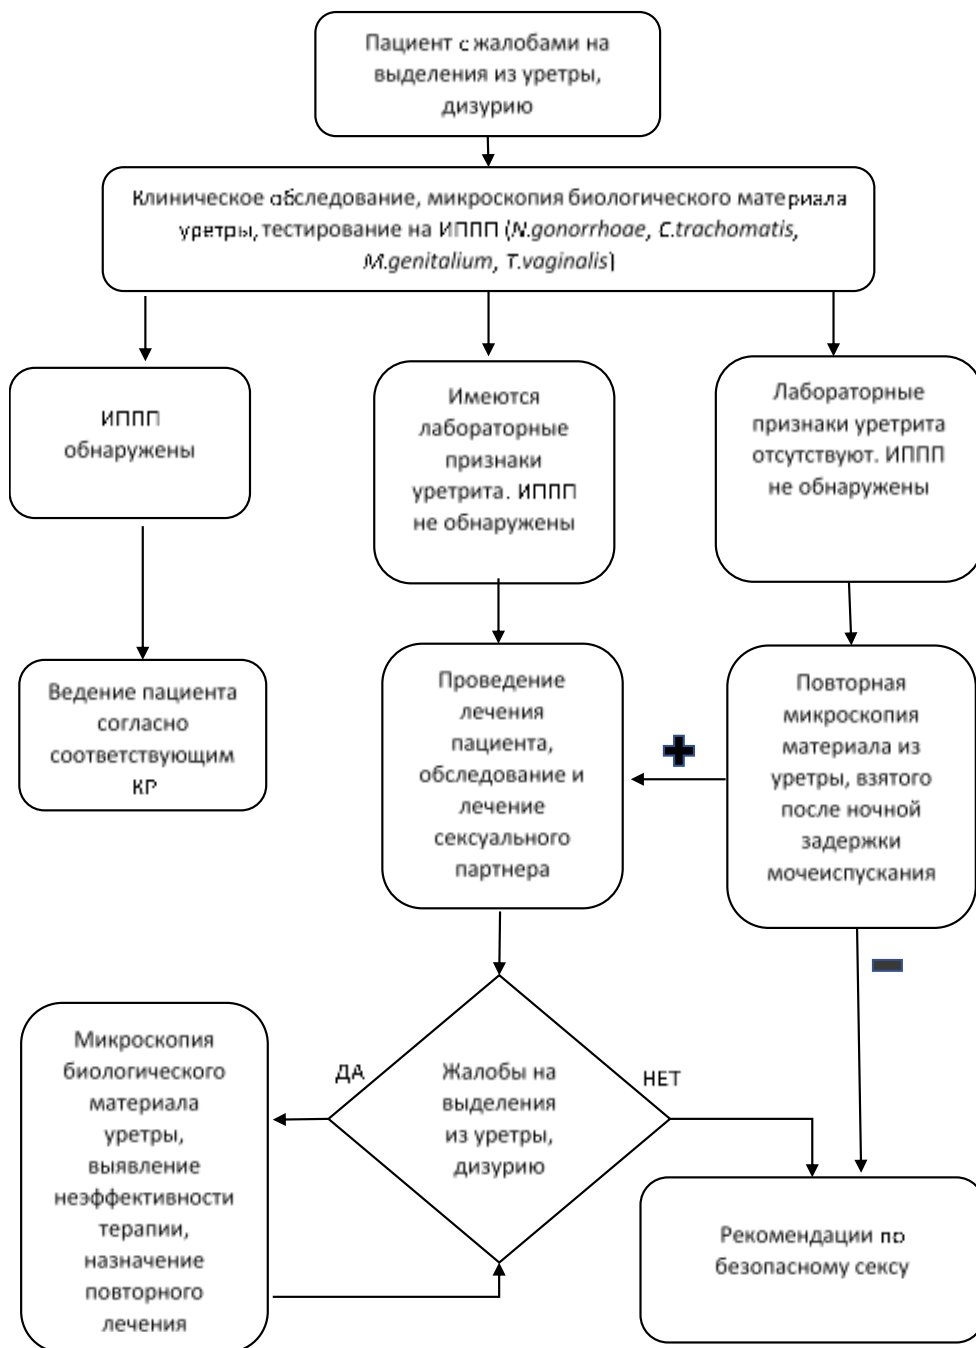 Пациент с жалобами на
выделения из уретры,
дизурию
Клиническое обследование, микроскопия биологического материала
уретры, тестирование на ИППП (N.gonorrhoae, C.trachomatis,
M.genitalium, T.vaginalis)
ИППП
обнаружены
Имеются
лабораторные
признаки
уретрита. ИППП
не обнаружены
Лабораторные
признаки уретрита
отсутствуют. ИППП
не обнаружены
Ведение пациента
согласно
соответствующим
КР
Проведение
лечения
пациента,
обследование и
лечение
сексуального
партнера
Повторная
микроскопия
материала из
уретры, взятого
после ночной
задержки
мочеиспускания
Микроскопия
биологического
материала
уретры,
выявление
неэффективности
терапии,
назначение
повторного
лечения
ДА
Жалобы на
выделения
из уретры,
дизурию
НЕТ
Рекомендации по
безопасному сексу